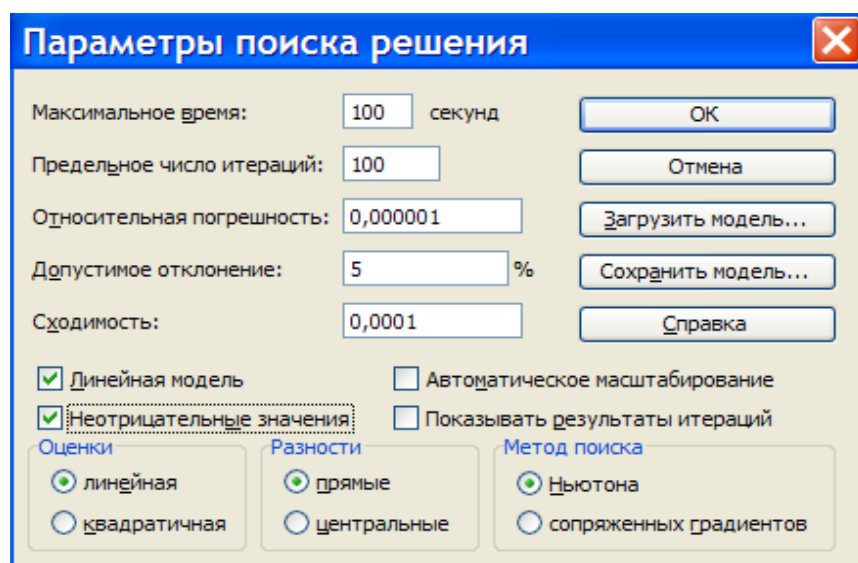 Параметры поиска решения
Максимальное время: 100 секунд ОК
Предельное число итераций: 100 Отмена
Относительная погрешность: 0,000001 Загрузить модель...
Допустимое отклонение: 5 % Сохранить модель...
Сходимость: 0,0001 Справка
Линейная модель Автоматическое масштабирование
Неотрицательные значения Показывать результаты итераций
Оценки Разности Метод поиска
линейная прямые Ньютона
квадратичная центральные сопряженных градиентов